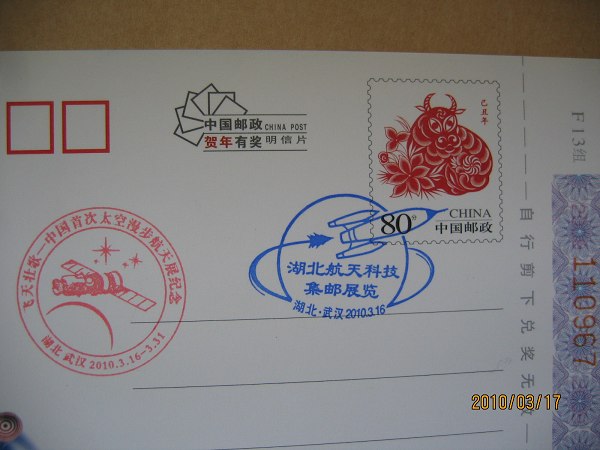 中国邮政 CHINA POST
贺年有奖 明信片
己丑年
80分
CHINA
中国邮政
F13组
110967
自行剪下兑奖无效
飞天壮歌—中国首次太空漫步航天展纪念
湖北 武汉 2010.3.16-3.31
湖北航天科技
集邮展览
湖北·武汉 2010.3.16
2010/03/17